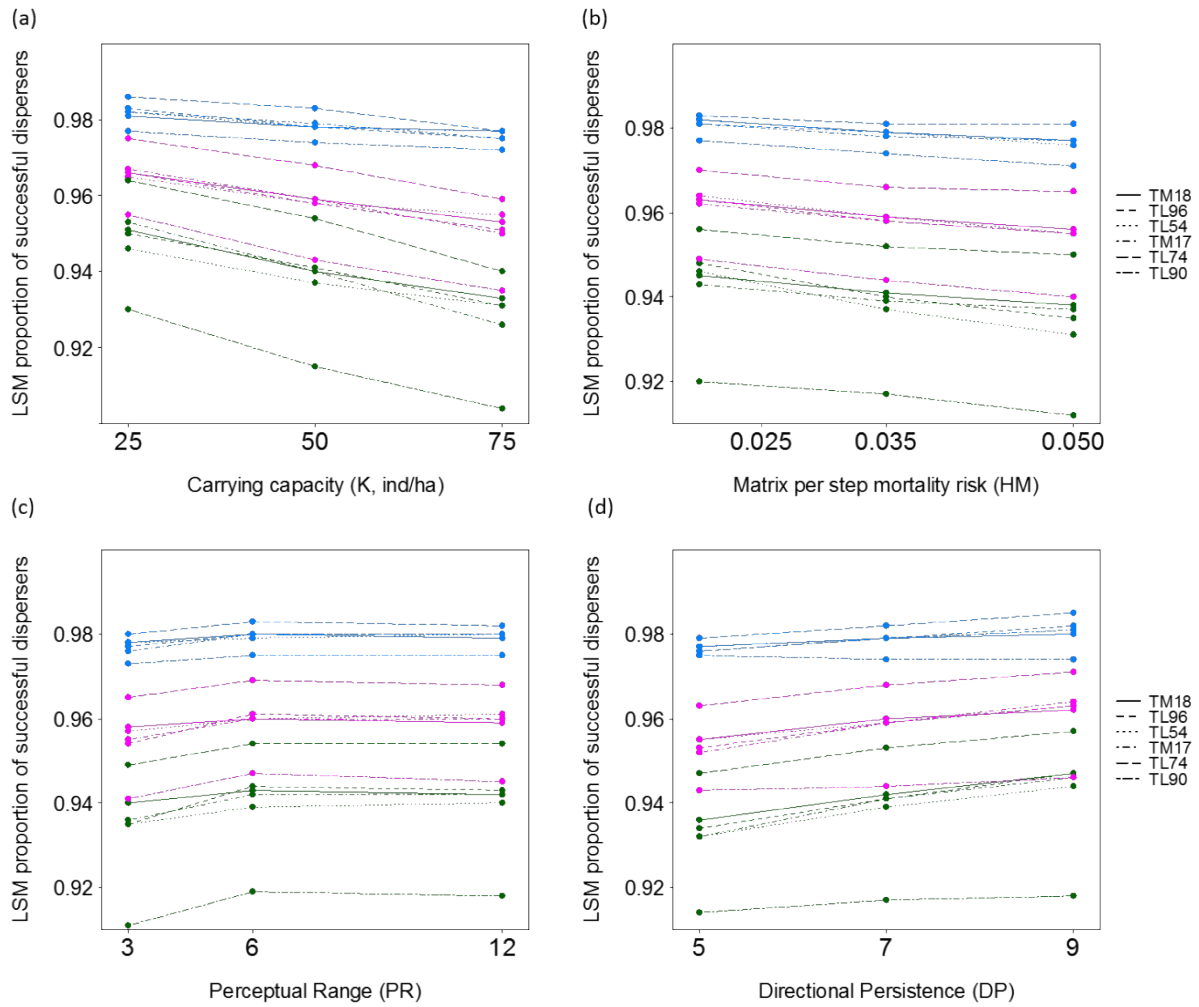 (a)
LSM proportion of successful dispersers
0.98
0.96
0.94
0.92
25
50
75
Carrying capacity (K, ind/ha)
(b)
LSM proportion of successful dispersers
0.98
0.96
0.94
0.92
0.025
0.035
0.050
Matrix per step mortality risk (HM)
TM18
TL96
TL54
TM17
TL74
TL90
(c)
LSM proportion of successful dispersers
0.98
0.96
0.94
0.92
3
6
12
Perceptual Range (PR)
(d)
LSM proportion of successful dispersers
0.98
0.96
0.94
0.92
5
7
9
Directional Persistence (DP)
TM18
TL96
TL54
TM17
TL74
TL90